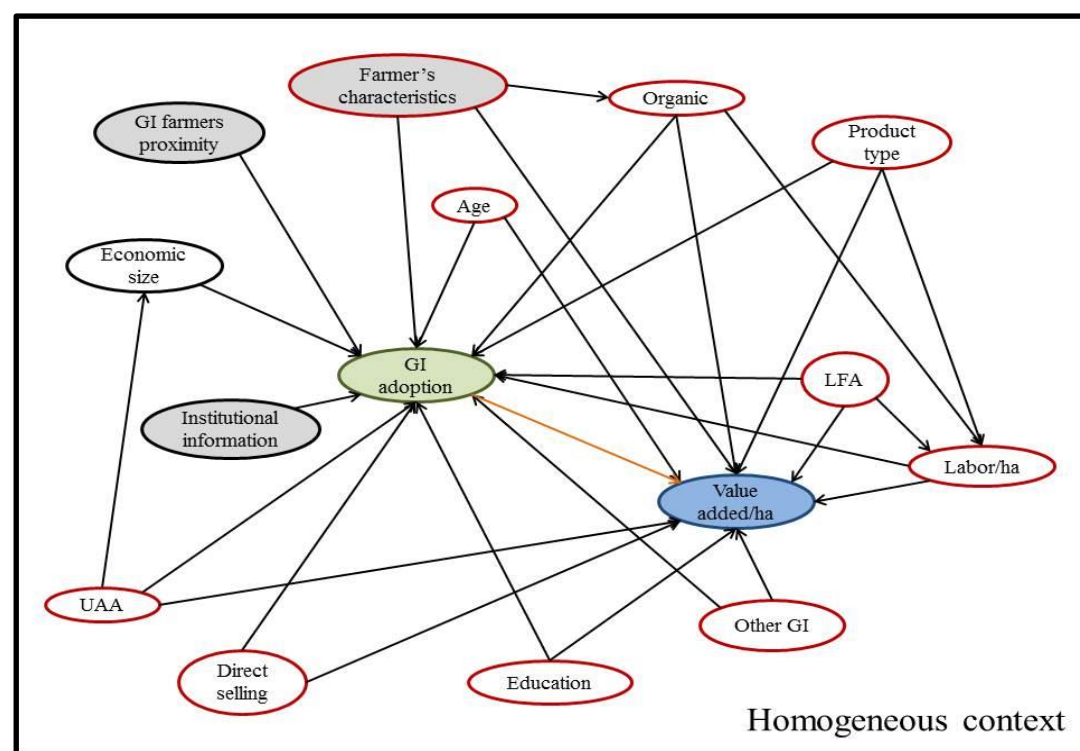 Farmer's
characteristics
Organic
GI farmers
proximity
Product
type
Age
Economic
size
GI
adoption
LFA
Institutional
information
Labor/ha
Value
added/ha
UAA
Other GI
Direct
selling
Education
Homogeneous context